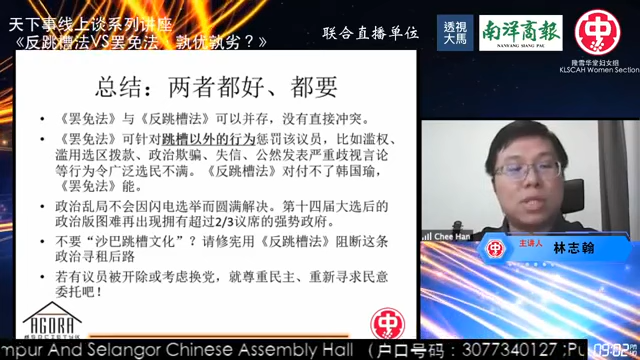 天下事线上谈系列讲座
《反跳槽法VS罢免法，孰优孰劣？》
联合直播单位
透視
大馬
南洋商報
NANYANG SIANG PAU
中
隆雪华堂妇女组
KLSCAH Women Section
总结：两者都好、都要
• 《罢免法》与《反跳槽法》可以并存，没有直接冲突。
• 《罢免法》可针对跳槽以外的行为惩罚该议员，比如滥权、
滥用选区拨款、政治欺骗、失信、公然发表严重歧视言论
等行为令广泛选民不满。《反跳槽法》对付不了韩国瑜，
《罢免法》能。
• 政治乱局不会因闪电选举而圆满解决。第十四届大选后的
政治版图难再出现拥有超过2/3议席的强势政府。
• 不要“沙巴跳槽文化”？请修宪用《反跳槽法》阻断这条
政治寻租后路
• 若有议员被开除或考虑换党，就尊重民主、重新寻求民意
委托吧！
Chee Han
中
主讲人
林志翰
AGORA
SOCIETY
中
mpur And Selangor Chinese Assembly Hall （户口号码：3077340127 :Pu
09:02